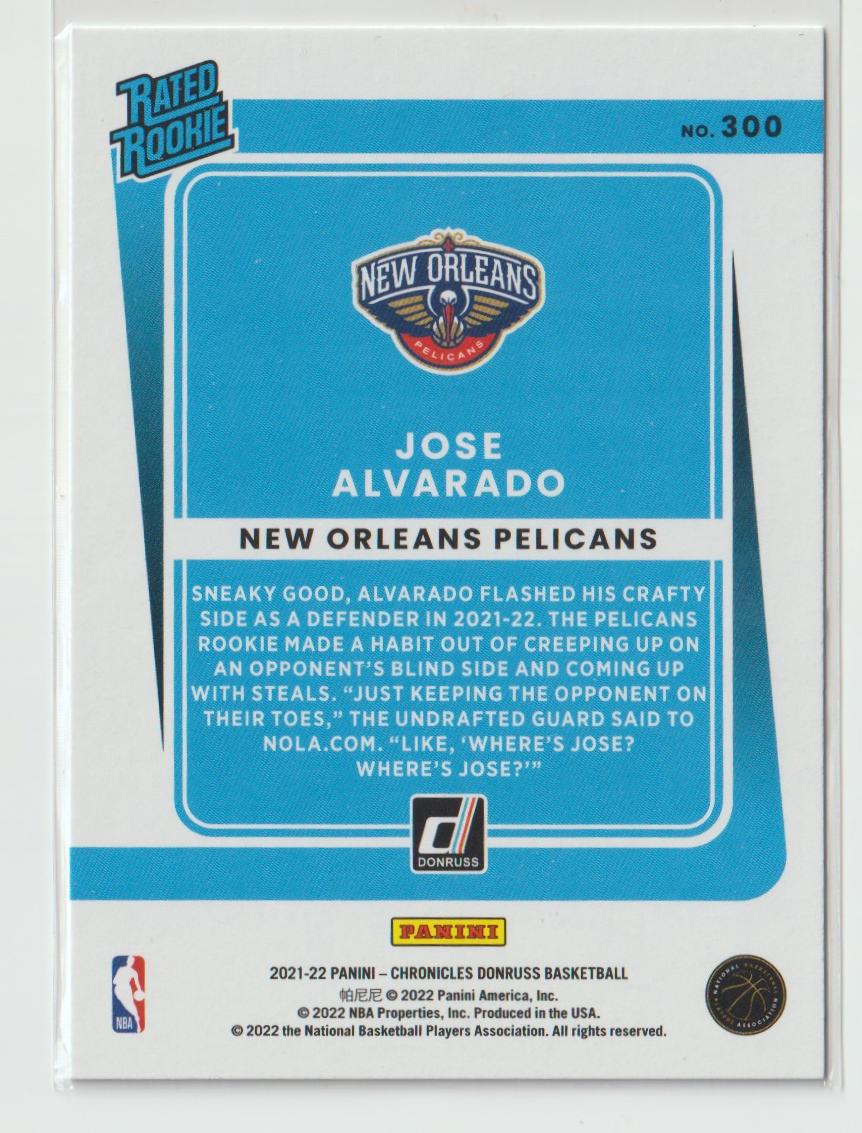 RATED
ROOKIE
NO. 300
NEW ORLEANS
PELICANS
JOSE
ALVARADO
NEW ORLEANS PELICANS
SNEAKY GOOD, ALVARADO FLASHED HIS CRAFTY
SIDE AS A DEFENDER IN 2021-22. THE PELICANS
ROOKIE MADE A HABIT OUT OF CREEPING UP ON
AN OPPONENT'S BLIND SIDE AND COMING UP
WITH STEALS. “JUST KEEPING THE OPPONENT ON
THEIR TOES,” THE UNDRAFTED GUARD SAID TO
NOLA.COM. “LIKE, ‘WHERE'S JOSE?
WHERE'S JOSE?’”
DONRUSS
PANINI
2021-22 PANINI – CHRONICLES DONRUSS BASKETBALL
帕尼尼 © 2022 Panini America, Inc.
© 2022 NBA Properties, Inc. Produced in the USA.
© 2022 the National Basketball Players Association. All rights reserved.
NBA
NATIONAL BASKETBALL PLAYERS ASSOCIATION